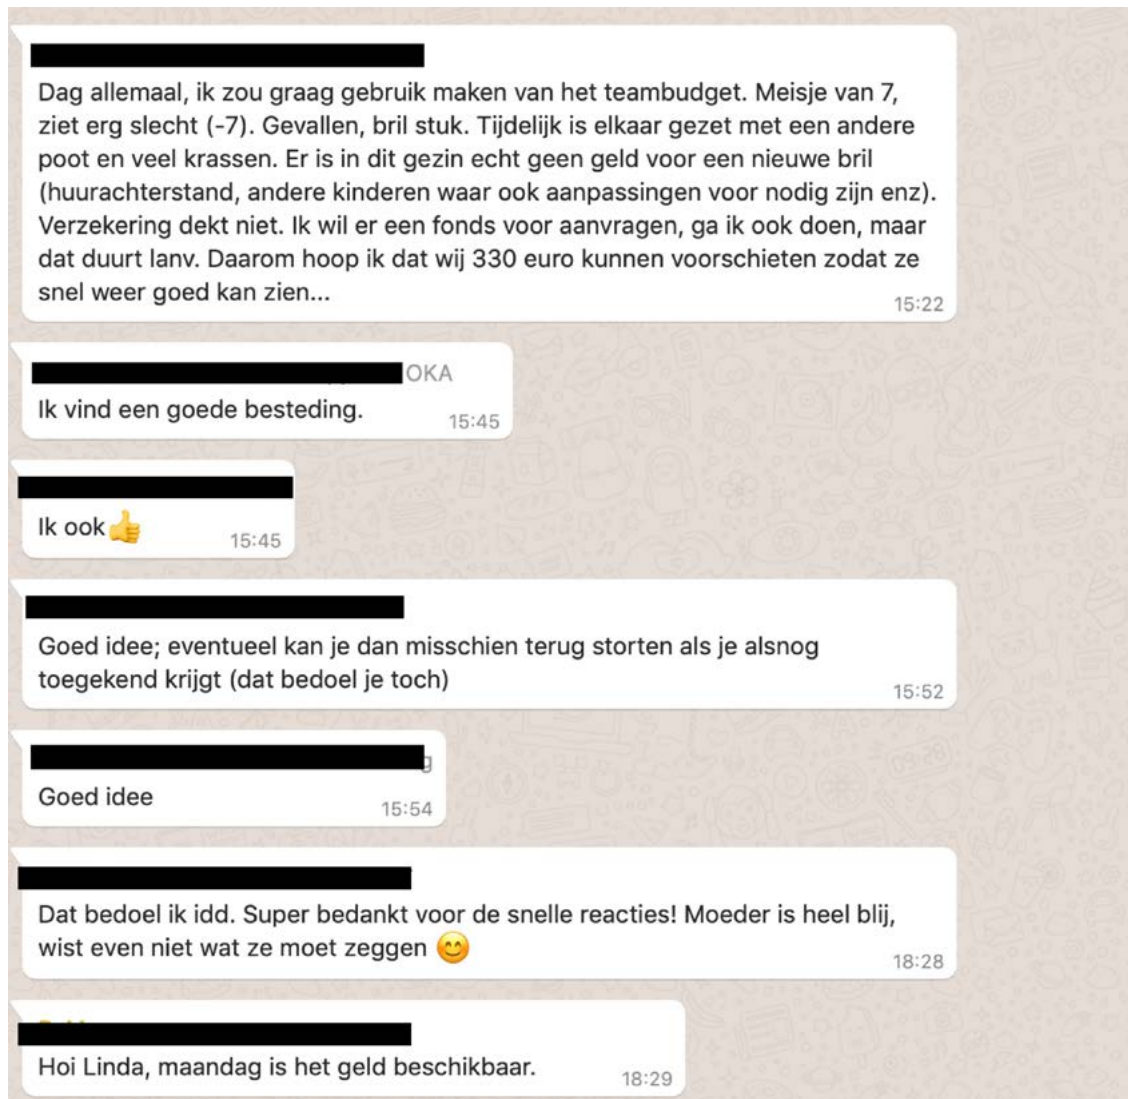 Dag allemaal, ik zou graag gebruik maken van het teambudget. Meisje van 7,
ziet erg slecht (-7). Gevallen, bril stuk. Tijdelijk is elkaar gezet met een andere
poot en veel krassen. Er is in dit gezin echt geen geld voor een nieuwe bril
(huurachterstand, andere kinderen waar ook aanpassingen voor nodig zijn enz).
Verzekering dekt niet. Ik wil er een fonds voor aanvragen, ga ik ook doen, maar
dat duurt lanv. Daarom hoop ik dat wij 330 euro kunnen voorschieten zodat ze
snel weer goed kan zien...
15:22
OKA
Ik vind een goede besteding.
15:45
Ik ook👍
15:45
Goed idee; eventueel kan je dan misschien terug storten als je alsnog
toegekend krijgt (dat bedoel je toch)
15:52
Goed idee
15:54
Dat bedoel ik idd. Super bedankt voor de snelle reacties! Moeder is heel blij,
wist even niet wat ze moet zeggen 😊
18:28
Hoi Linda, maandag is het geld beschikbaar.
18:29